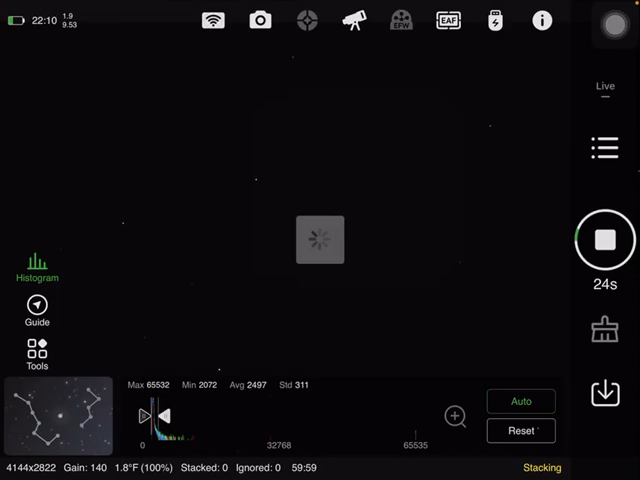 22:10 1.9
9.53
EFW
EAF
Live
Histogram
24s
Guide
Tools
Max 65532 Min 2072 Avg 2497 Std 311
Auto
Reset
0 32768 65535
4144x2822 Gain: 140 1.8°F (100%) Stacked: 0 Ignored: 0 59:59 Stacking